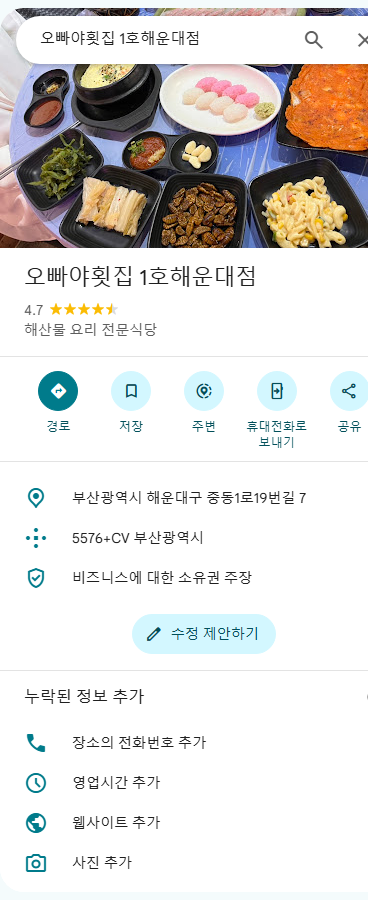 오빠야횟집 1호해운대점
오빠야횟집 1호해운대점
4.7
해산물 요리 전문식당
경로
저장
주변
휴대전화로
보내기
공유
부산광역시 해운대구 중동1로19번길 7
5576+CV 부산광역시
비즈니스에 대한 소유권 주장
수정 제안하기
누락된 정보 추가
장소의 전화번호 추가
영업시간 추가
웹사이트 추가
사진 추가